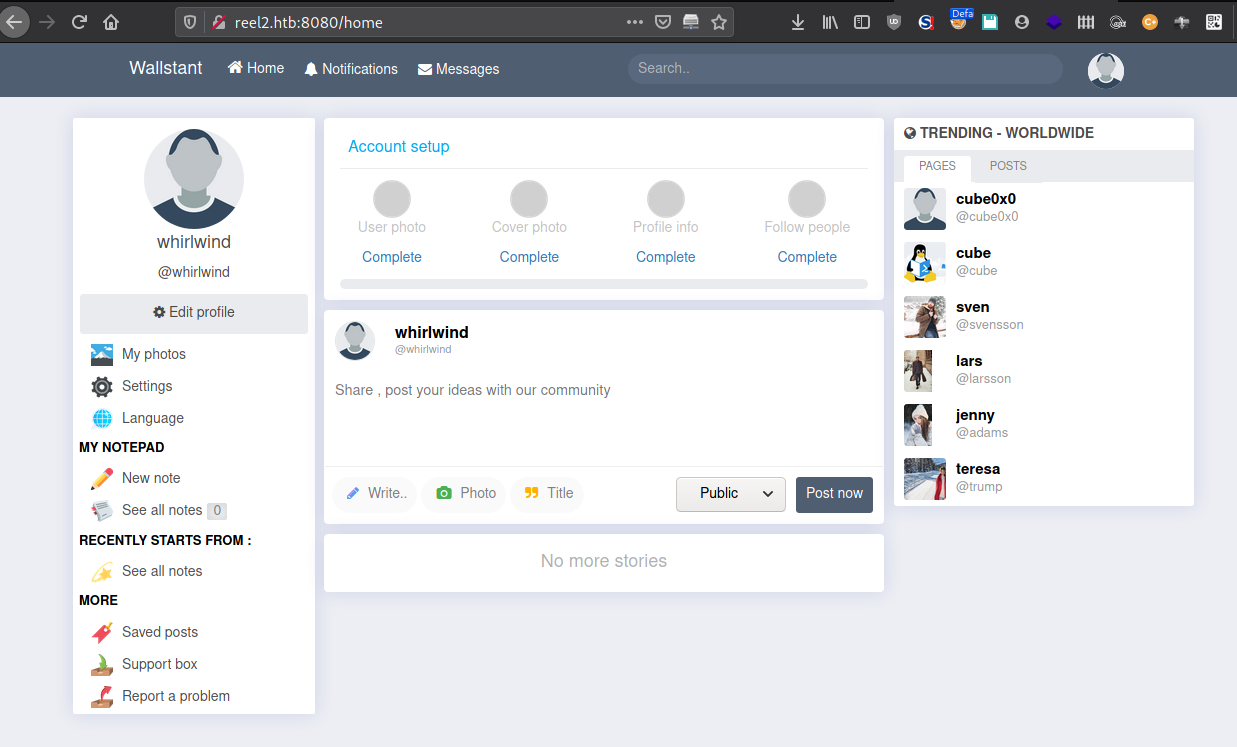 reel2.htb:8080/home
Defa
Wallstant Home Notifications Messages Search..
whirlwind
@whirlwind
Edit profile
My photos
Settings
Language
MY NOTEPAD
New note
See all notes 0
RECENTLY STARTS FROM :
See all notes
MORE
Saved posts
Support box
Report a problem
Account setup
User photo Cover photo Profile info Follow people
Complete Complete Complete Complete
whirlwind
@whirlwind
Share , post your ideas with our community
Write.. Photo Title Public Post now
No more stories
TRENDING - WORLDWIDE
PAGES POSTS
cube0x0
@cube0x0
cube
@cube
sven
@svensson
lars
@larsson
jenny
@adams
teresa
@trump